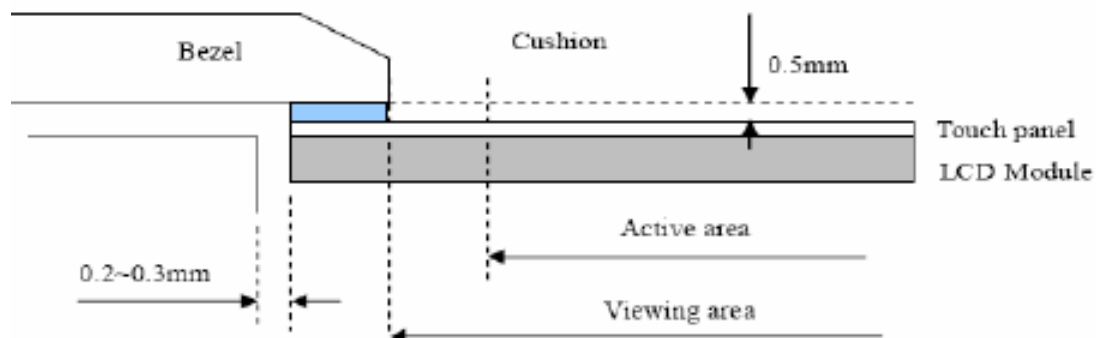 Cushion
Bezel
0.5mm
Touch panel
LCD Module
Active area
0.2~0.3mm
Viewing area